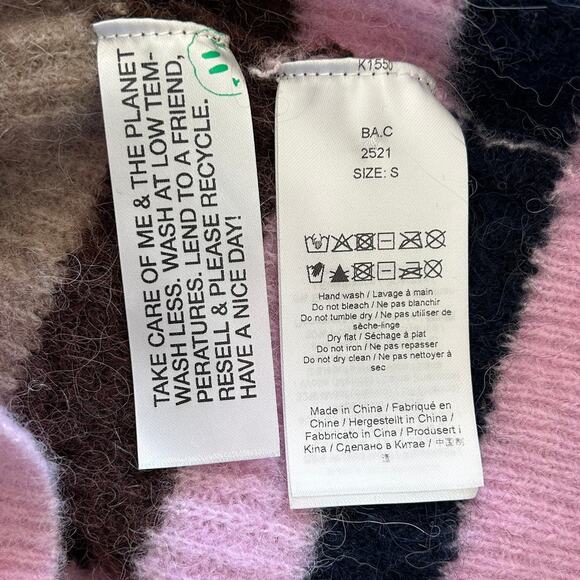 TAKE CARE OF ME & THE PLANET
WASH LESS. WASH AT LOW TEM-
PERATURES. LEND TO A FRIEND,
RESELL & PLEASE RECYCLE.
HAVE A NICE DAY!
K1550
BA.C
2521
SIZE: S
Hand wash / Lavage à main
Do not bleach / Ne pas blanchir
Do not tumble dry / Ne pas utiliser de
sèche-linge
Dry flat / Séchage à plat
Do not iron / Ne pas repasser
Do not dry clean / Ne pas nettoyer à
sec
Made in China / Fabriqué en
Chine / Hergestellt in China /
Fabbricato in Cina / Produsert i
Kina / Сделано в Китае / 中国制